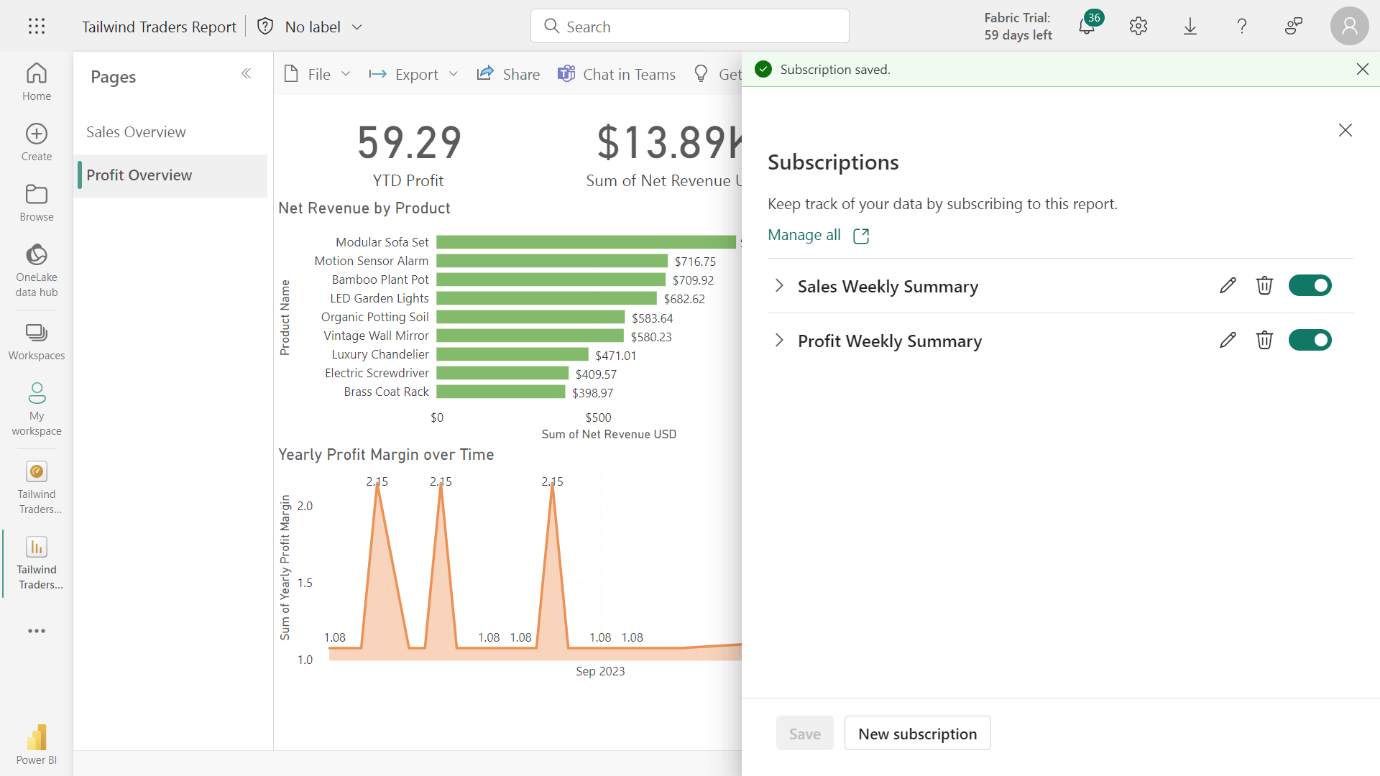 Tailwind Traders Report
No label
Search
Fabric Trial:
59 days left
36
Home
Create
Browse
OneLake
data hub
Workspaces
My
workspace
Tailwind
Traders...
Tailwind
Traders...
Power BI
Pages
Sales Overview
Profit Overview
File
Export
Share
Chat in Teams
Get
59.29
YTD Profit
$13.89K
Sum of Net Revenue U
Net Revenue by Product
Product Name
Modular Sofa Set
Motion Sensor Alarm $716.75
Bamboo Plant Pot $709.92
LED Garden Lights $682.62
Organic Potting Soil $583.64
Vintage Wall Mirror $580.23
Luxury Chandelier $471.01
Electric Screwdriver $409.57
Brass Coat Rack $398.97
$0 $500
Sum of Net Revenue USD
Yearly Profit Margin over Time
Sum of Yearly Profit Margin
2.15 2.15 2.15
2.0
1.5
1.08 1.08 1.08 1.08 1.08
1.0
Sep 2023
Subscription saved.
Subscriptions
Keep track of your data by subscribing to this report.
Manage all
Sales Weekly Summary
Profit Weekly Summary
Save
New subscription